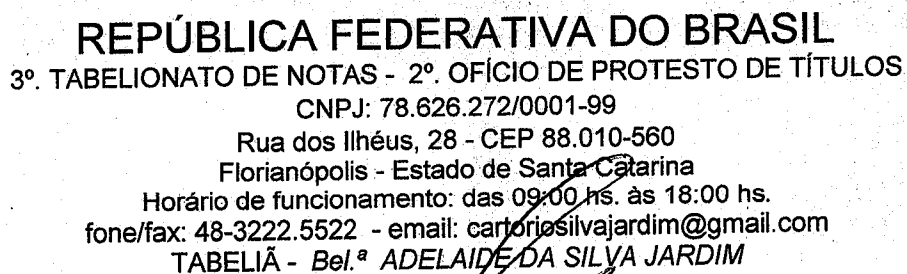 REPÚBLICA FEDERATIVA DO BRASIL
3º. TABELIONATO DE NOTAS - 2º. OFÍCIO DE PROTESTO DE TÍTULOS
CNPJ: 78.626.272/0001-99
Rua dos Ilhéus, 28 - CEP 88.010-560
Florianópolis - Estado de Santa Catarina
Horário de funcionamento: das 09:00 hs. às 18:00 hs.
fone/fax: 48-3222.5522 - email: cartoriosilvajardim@gmail.com
TABELIÃ - Bel.ª ADELAIDE DA SILVA JARDIM